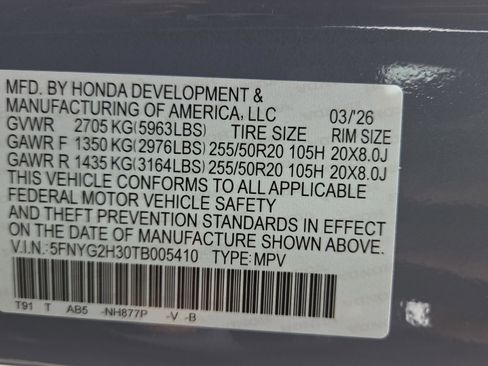 MFD. BY HONDA DEVELOPMENT &
MANUFACTURING OF AMERICA, LLC 03/'26
GVWR 2705 KG(5963LBS) TIRE SIZE RIM SIZE
GAWR F 1350 KG(2976LBS) 255/50R20 105H 20X8.0J
GAWR R 1435 KG(3164LBS) 255/50R20 105H 20X8.0J
THIS VEHICLE CONFORMS TO ALL APPLICABLE
FEDERAL MOTOR VEHICLE SAFETY
AND THEFT PREVENTION STANDARDS IN EFFECT
ON THE DATE OF MANUFACTURE SHOWN ABOVE.
V.I.N.: 5FNYG2H30TB005410 TYPE: MPV
T91 T AB5 -NH877P -V -B